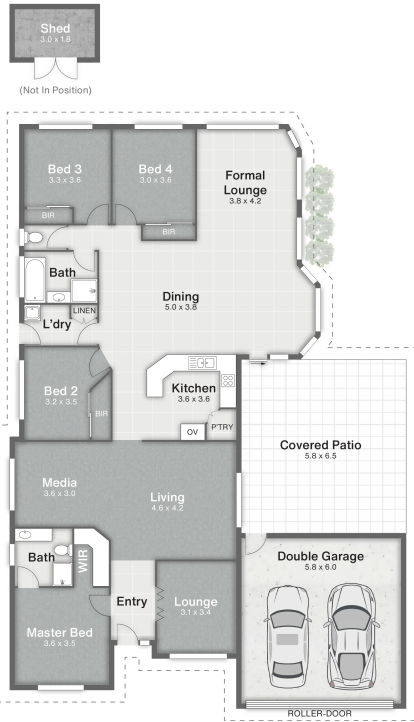 Shed
3.0 x 1.8
(Not In Position)
Bed 3
3.3 x 3.6
BIR
Bed 4
3.0 x 3.6
BIR
Formal
Lounge
3.8 x 4.2
Bath
Dining
5.0 x 3.8
LINEN
L'dry
Bed 2
3.2 x 3.5
BIR
Kitchen
3.6 x 3.6
OV
P'TRY
Covered Patio
5.8 x 6.5
Media
3.6 x 3.0
Living
4.6 x 4.2
Bath
WIR
Double Garage
5.8 x 6.0
Entry
Lounge
3.1 x 3.4
Master Bed
3.6 x 3.5
ROLLER-DOOR